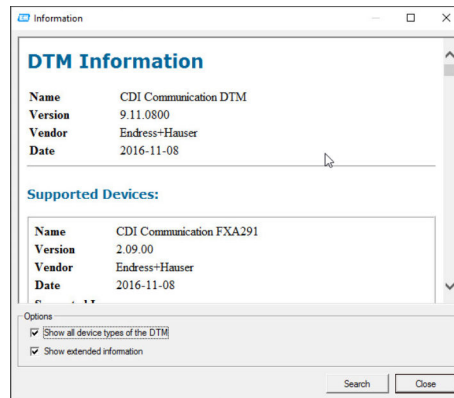 Information
DTM Information
Name CDI Communication DTM
Version 9.11.0800
Vendor Endress+Hauser
Date 2016-11-08
Supported Devices:
Name CDI Communication FXA291
Version 2.09.00
Vendor Endress+Hauser
Date 2016-11-08
Options
Show all device types of the DTM
Show extended information
Search Close